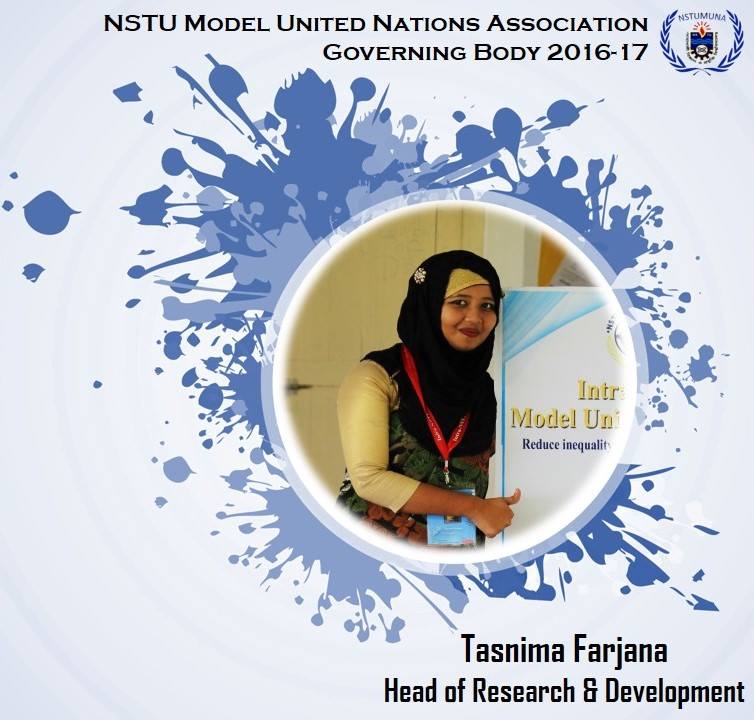 NSTU Model United Nations Association
Governing Body 2016-17
NSTUMUNA
Intra
Model Uni
Reduce inequality
Tasnima Farjana
Head of Research & Development